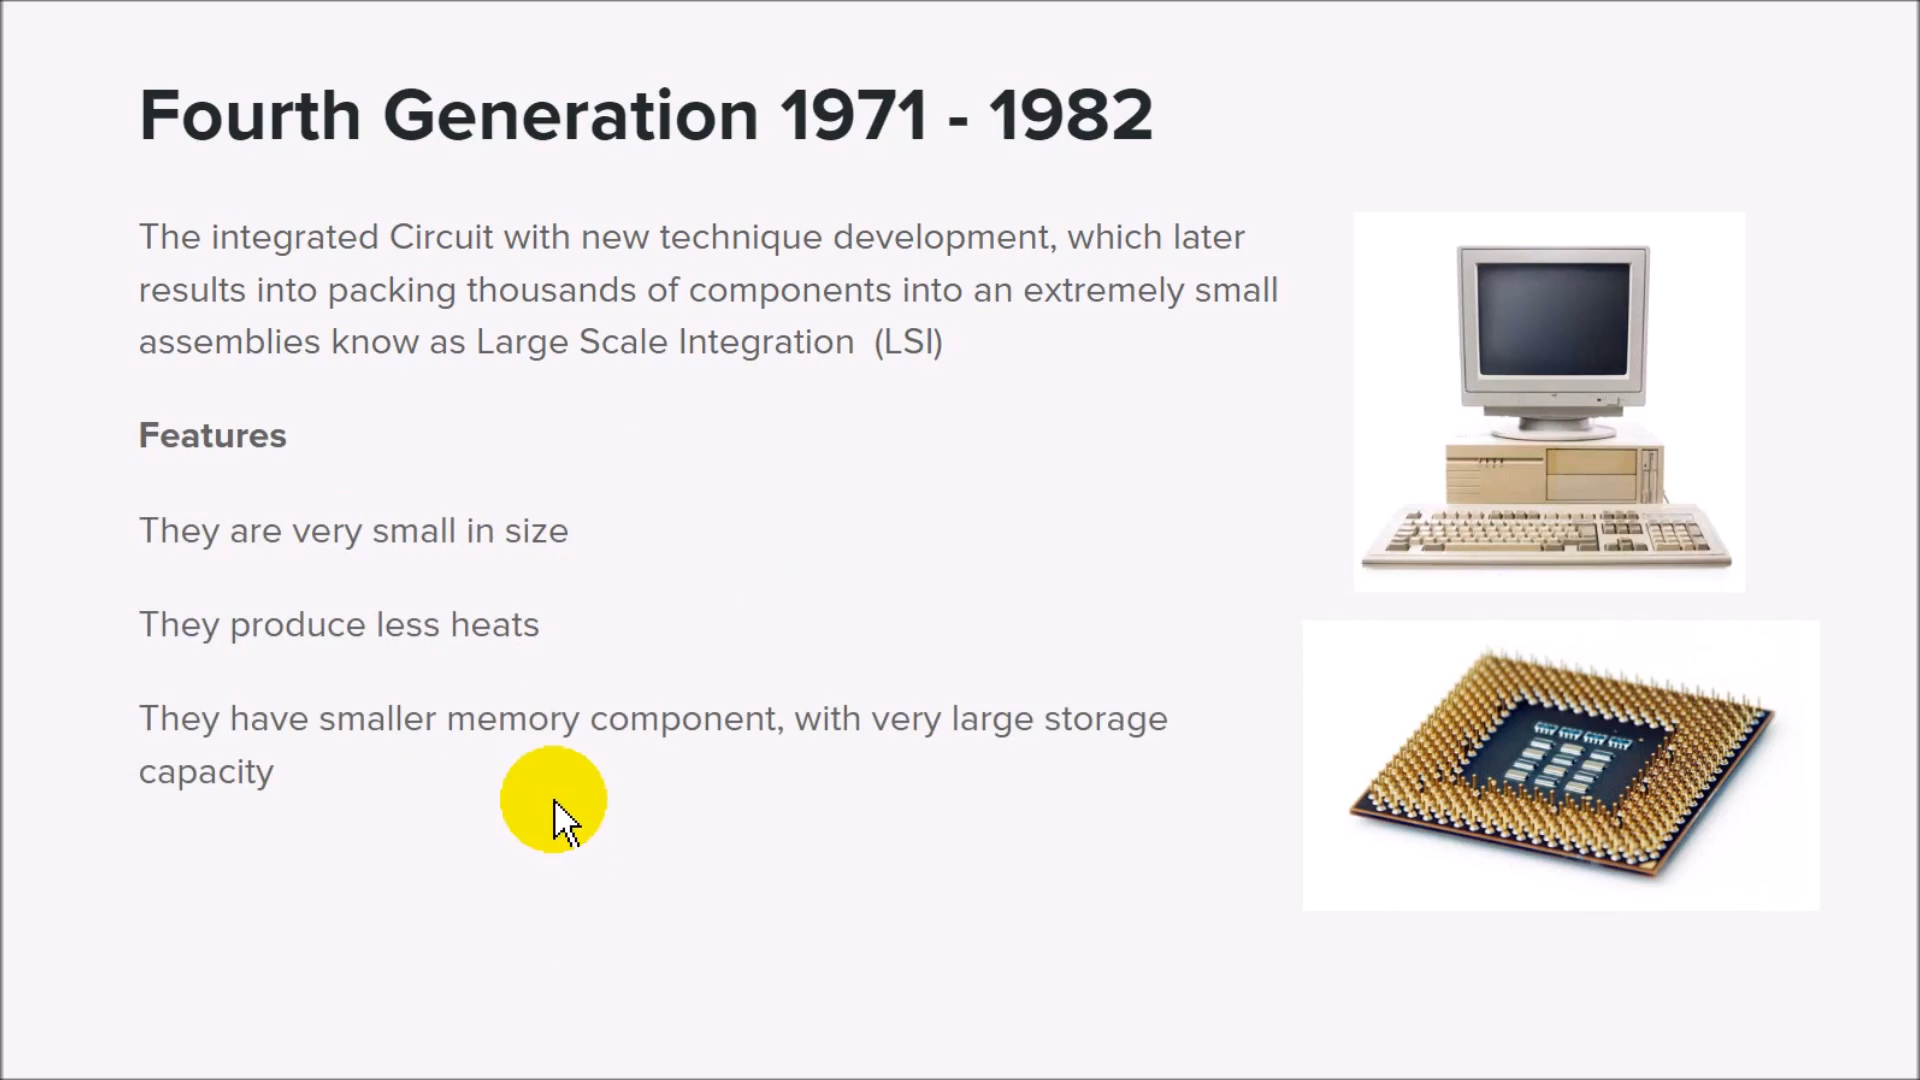 Fourth Generation 1971 - 1982
The integrated Circuit with new technique development, which later
results into packing thousands of components into an extremely small
assemblies know as Large Scale Integration  (LSI)
Features
They are very small in size
They produce less heats
They have smaller memory component, with very large storage
capacity